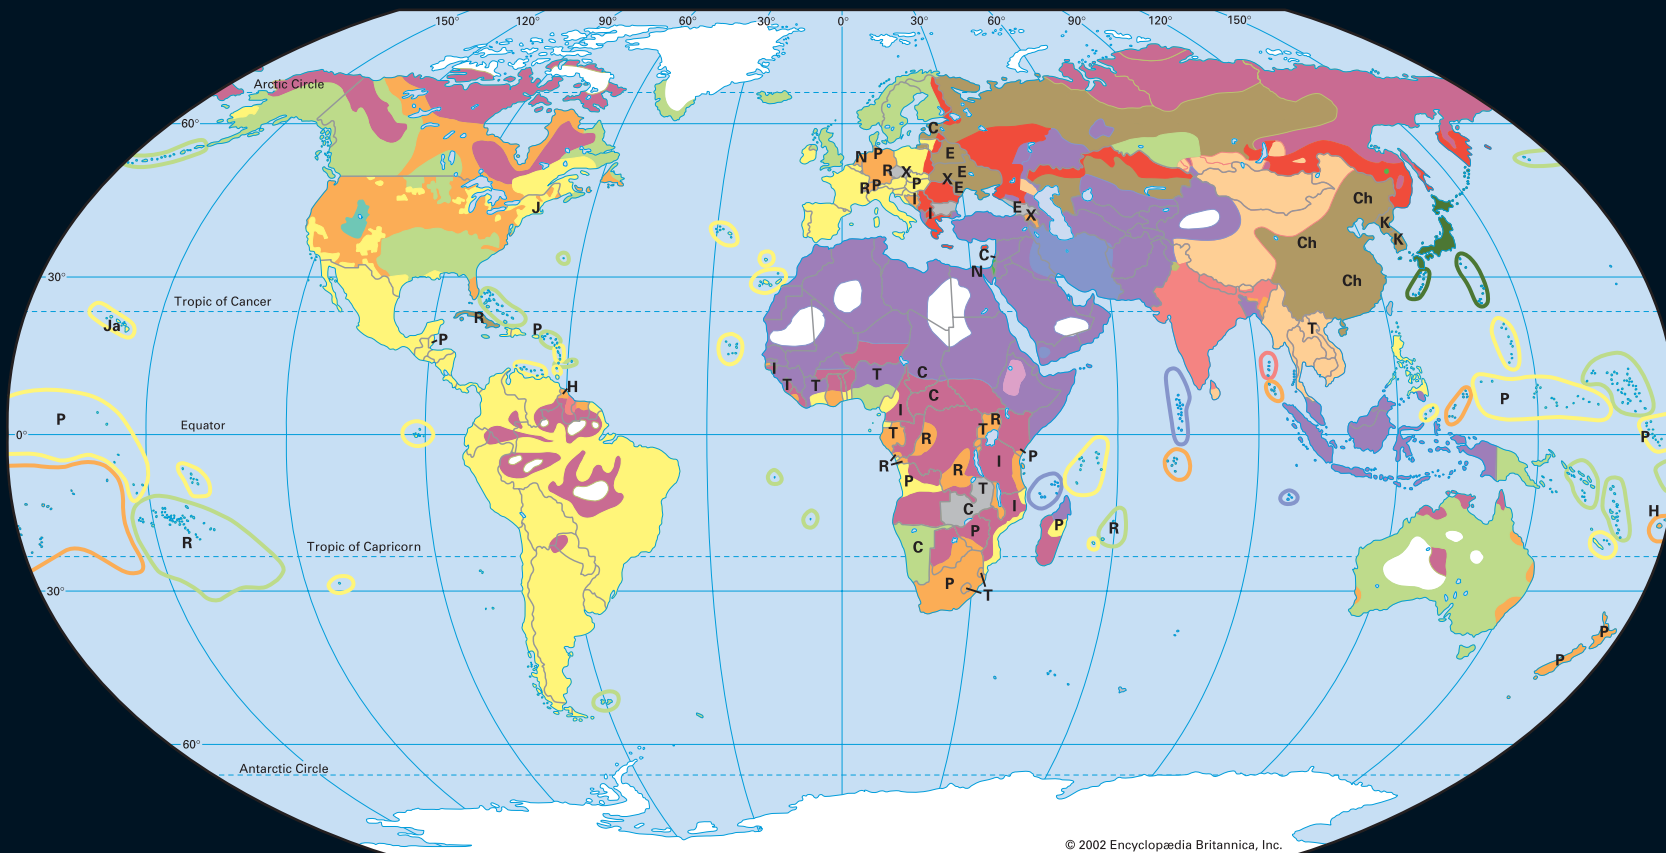 150° 120° 90° 60° 30° 0° 30° 60° 90° 120° 150°
Arctic Circle
60°
C
N P E
R X X E
R P P E
I
J I E X
Ch
K
Ch K
C
N
Ch
30°
Tropic of Cancer
Ja
R P
P
T
I T T T C
H C
P P
I
Equator
0°
T R T R
P
R R I P
P T
C I
R
C P P R
H
Tropic of Capricorn
P
T
30°
P
P
60°
Antarctic Circle
© 2002 Encyclopædia Britannica, Inc.